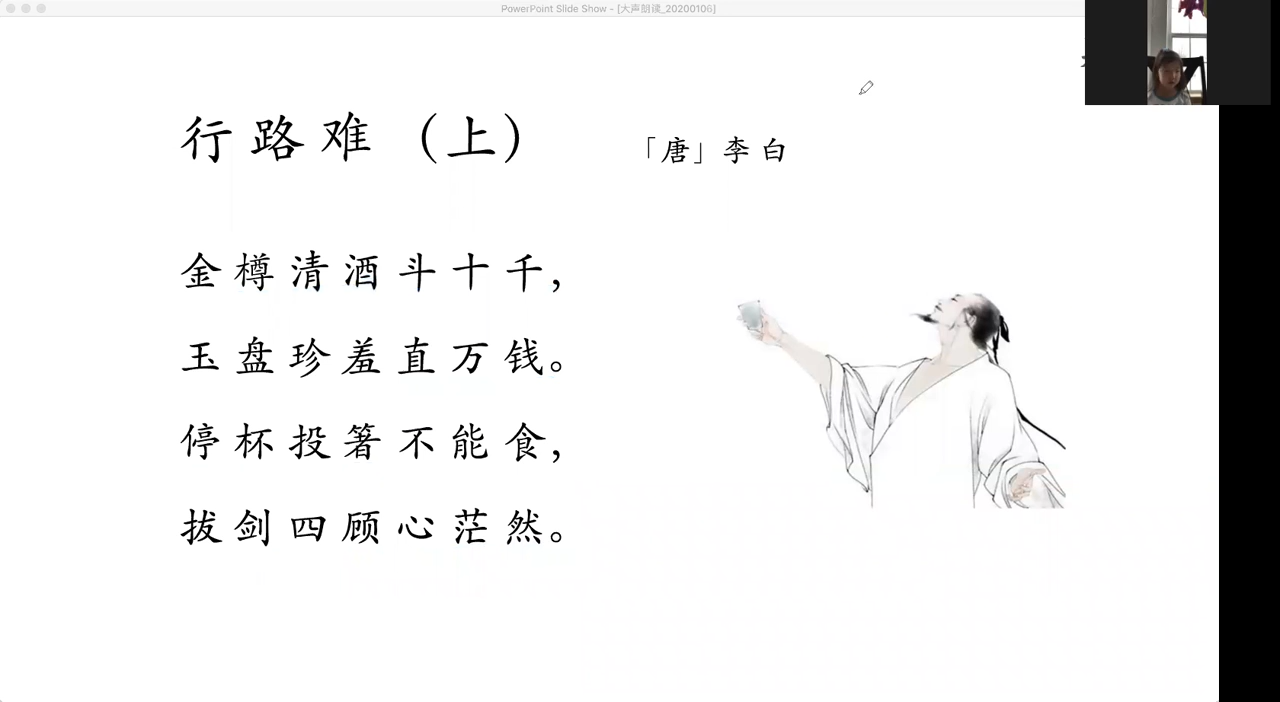 PowerPoint Slide Show - [大声朗读_20200106]
行路难（上）
「唐」李白
金樽清酒斗十千，
玉盘珍羞直万钱。
停杯投箸不能食，
拔剑四顾心茫然。